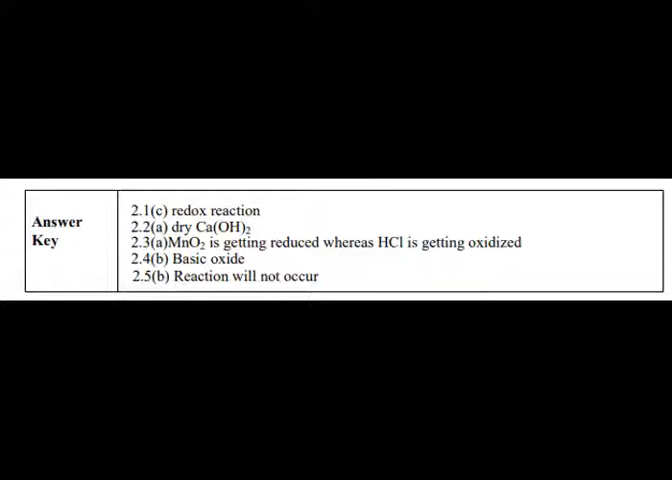 Answer
Key
2.1(c) redox reaction
2.2(a) dry Ca(OH)₂
2.3(a)MnO₂ is getting reduced whereas HCl is getting oxidized
2.4(b) Basic oxide
2.5(b) Reaction will not occur